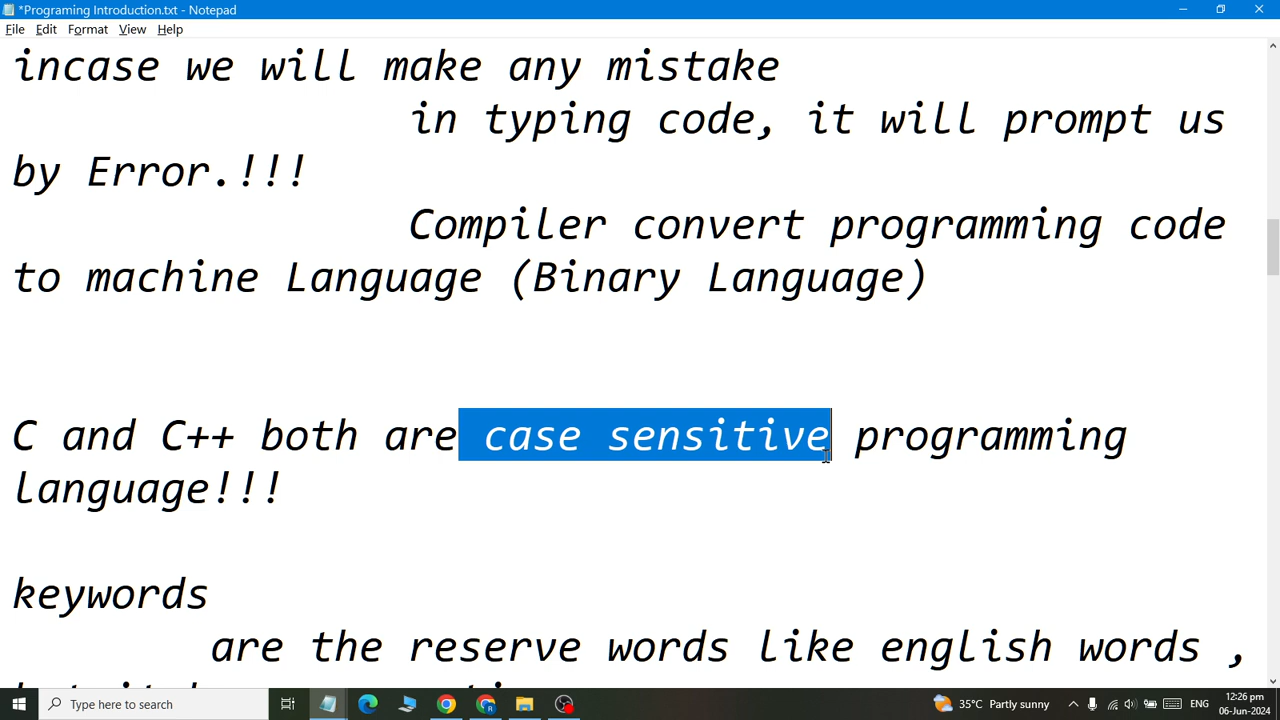 *Programing Introduction.txt - Notepad
File Edit Format View Help
incase we will make any mistake
in typing code, it will prompt us
by Error.!!!
Compiler convert programming code
to machine Language (Binary Language)
C and C++ both are case sensitive programming
language!!!
keywords
are the reserve words like english words ,
Type here to search
35°C Partly sunny
ENG
12:26 pm
06-Jun-2024